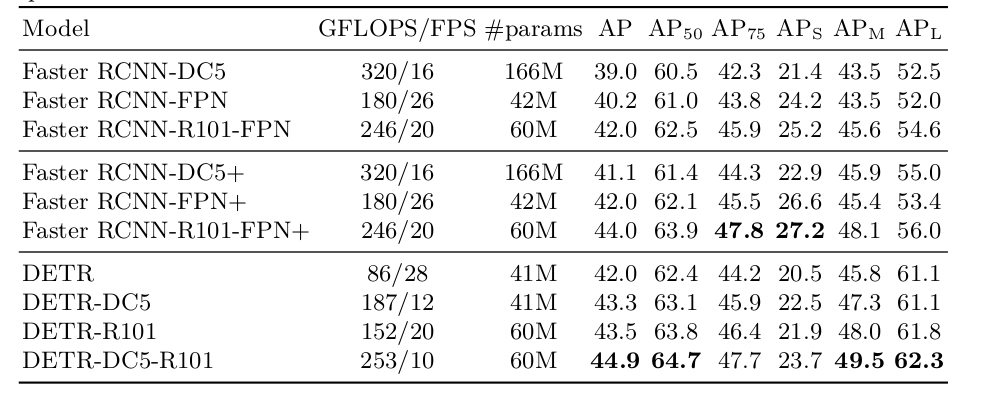 Model GFLOPS/FPS #params AP AP50 AP75 APS APM APL
Faster RCNN-DC5 320/16 166M 39.0 60.5 42.3 21.4 43.5 52.5
Faster RCNN-FPN 180/26 42M 40.2 61.0 43.8 24.2 43.5 52.0
Faster RCNN-R101-FPN 246/20 60M 42.0 62.5 45.9 25.2 45.6 54.6
Faster RCNN-DC5+ 320/16 166M 41.1 61.4 44.3 22.9 45.9 55.0
Faster RCNN-FPN+ 180/26 42M 42.0 62.1 45.5 26.6 45.4 53.4
Faster RCNN-R101-FPN+ 246/20 60M 44.0 63.9 47.8 27.2 48.1 56.0
DETR 86/28 41M 42.0 62.4 44.2 20.5 45.8 61.1
DETR-DC5 187/12 41M 43.3 63.1 45.9 22.5 47.3 61.1
DETR-R101 152/20 60M 43.5 63.8 46.4 21.9 48.0 61.8
DETR-DC5-R101 253/10 60M 44.9 64.7 47.7 23.7 49.5 62.3